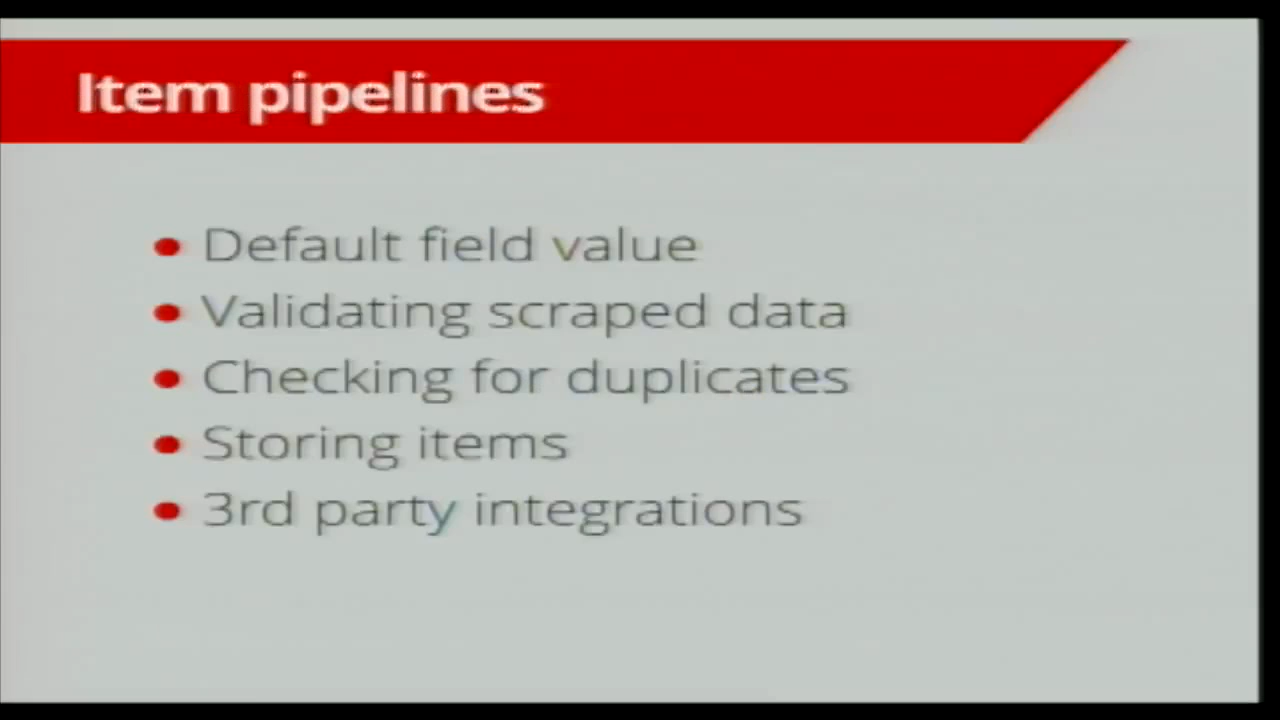 Item pipelines
Default field value
Validating scraped data
Checking for duplicates
Storing items
3rd party integrations